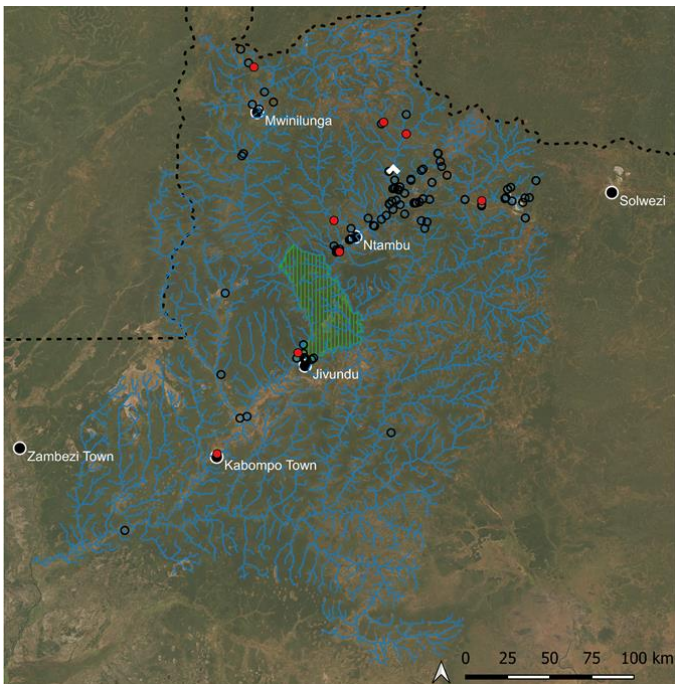 Mwinilunga
Solwezi
Ntambu
Jivundu
Zambezi Town
Kabompo Town
0 25 50 75 100 km